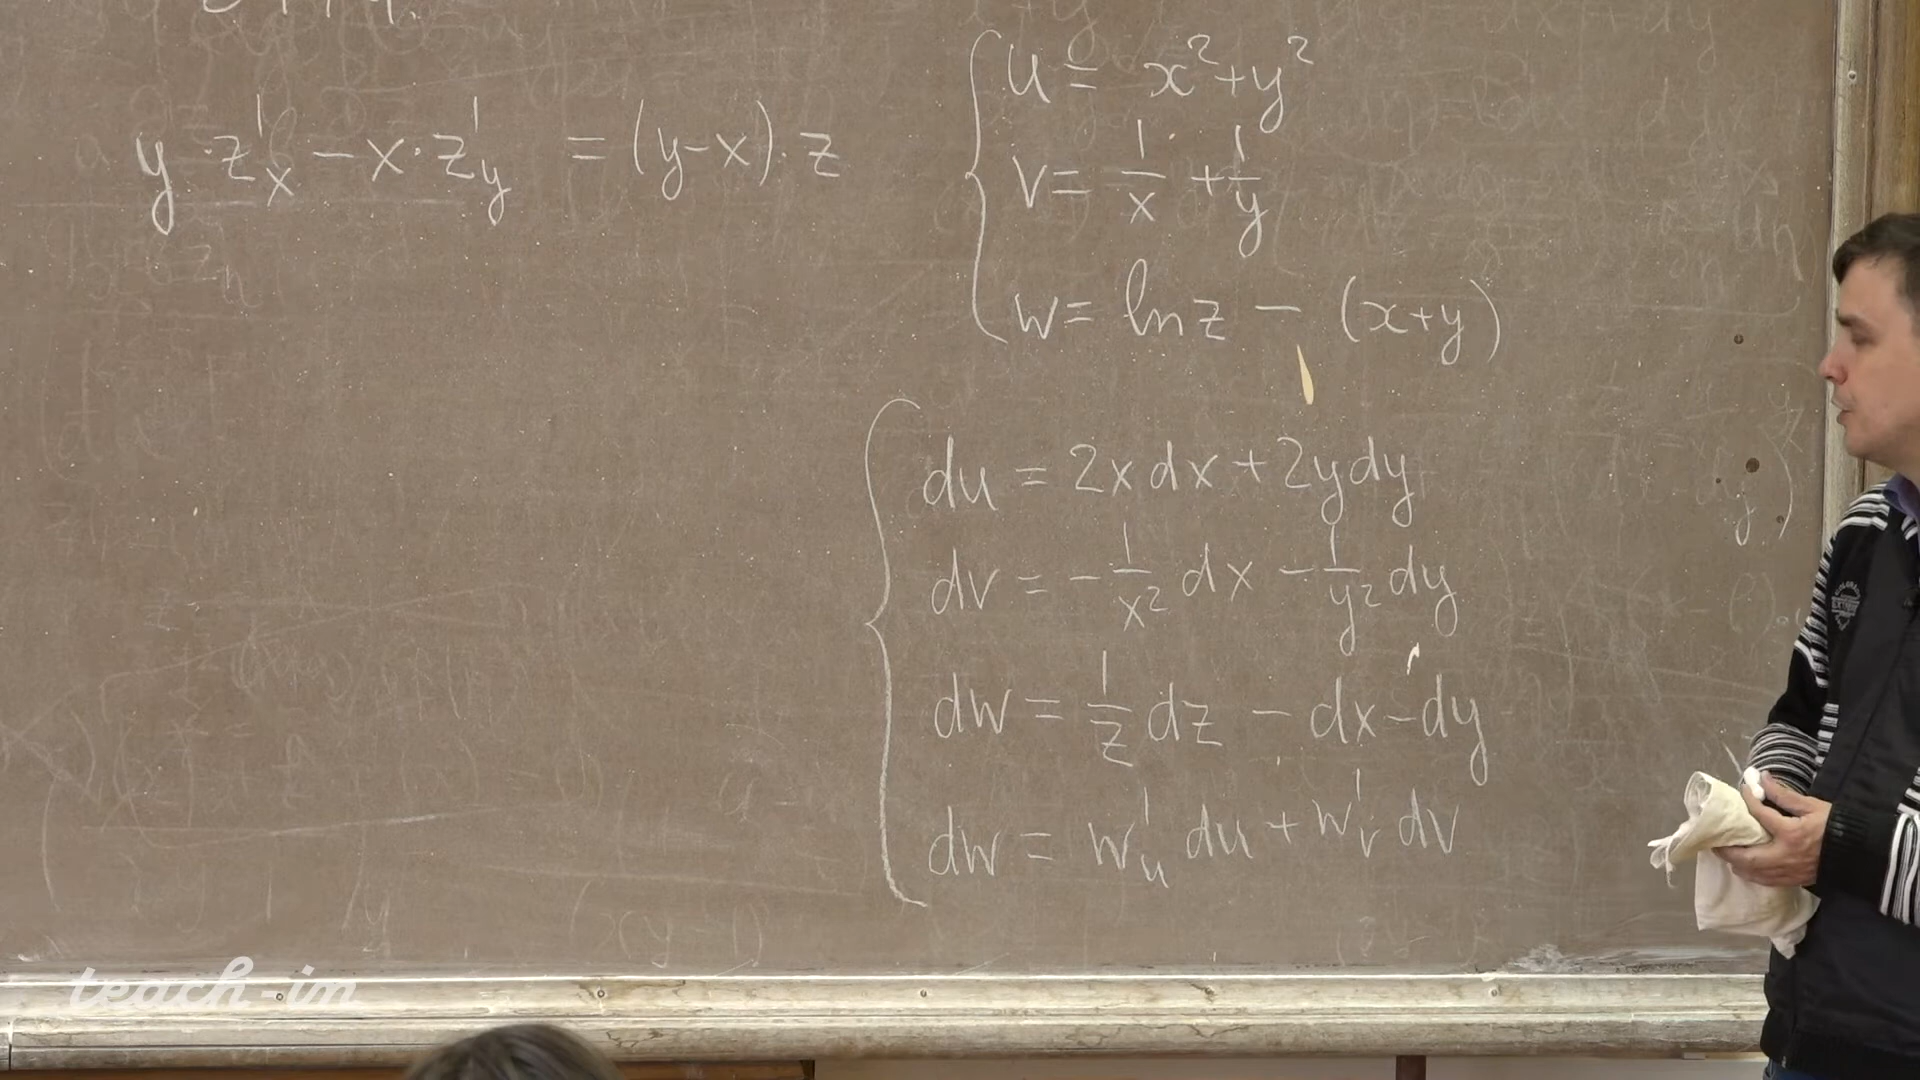 y·z'x − x·z'y = (y−x)·z
u = x² + y²
v = 1/x + 1/y
w = ln z − (x+y)
du = 2x dx + 2y dy
dv = −1/x² dx − 1/y² dy
dw = 1/z dz − dx − dy
dw = w'u du + w'v dv
teach-in